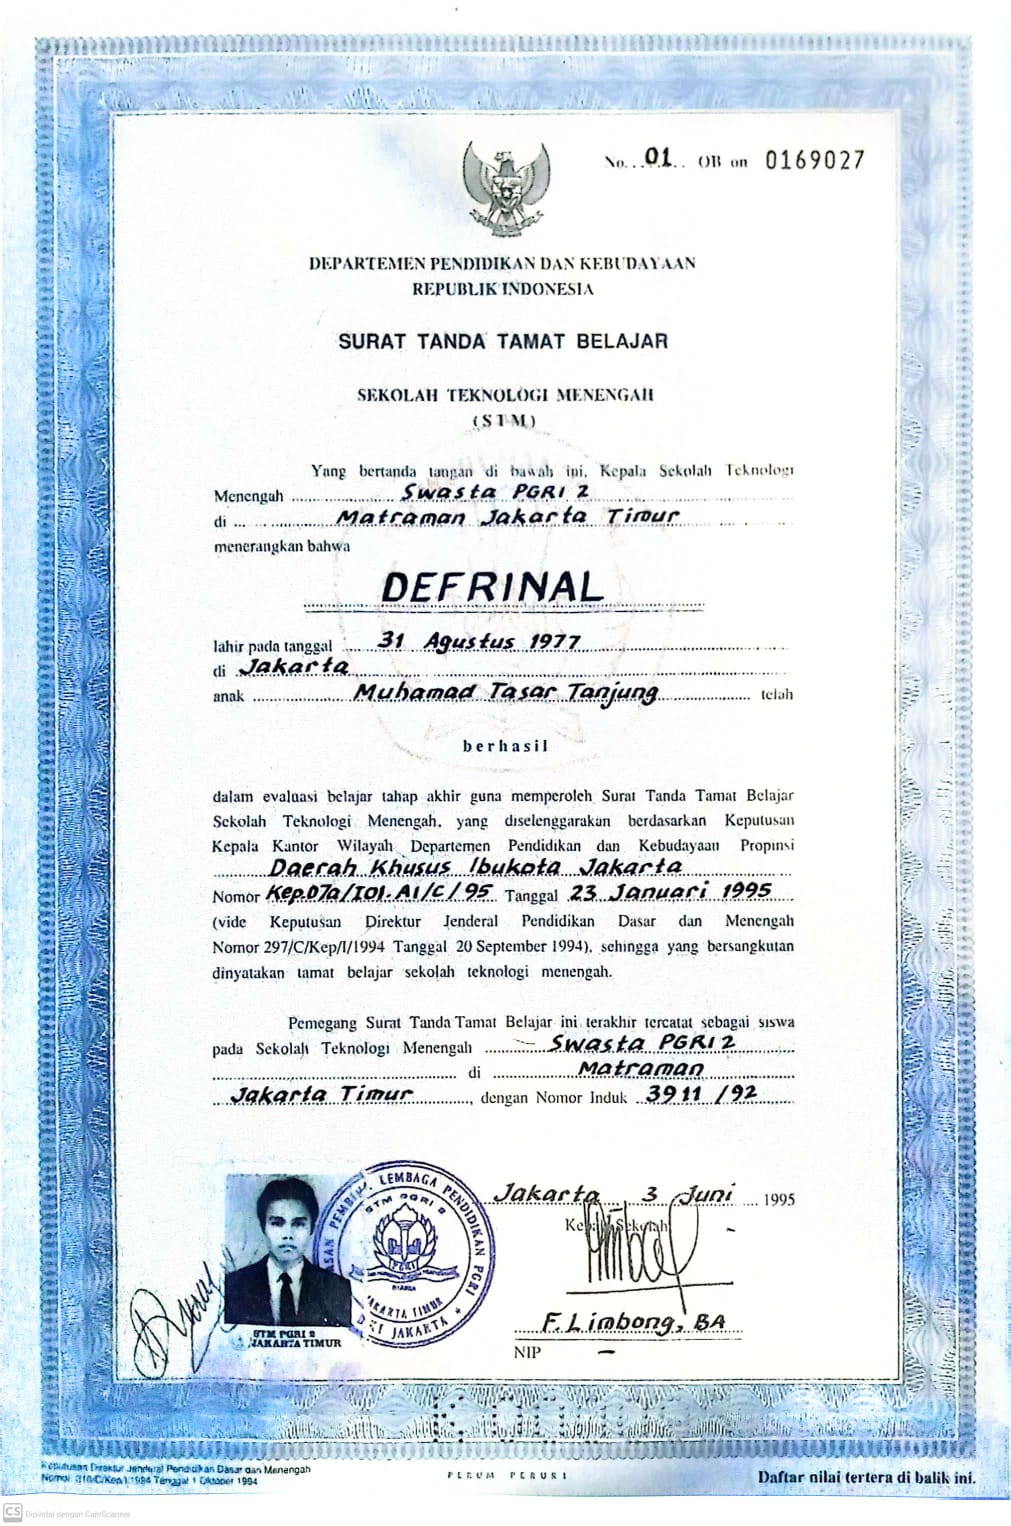 No. 01 OB on 0169027
DEPARTEMEN PENDIDIKAN DAN KEBUDAYAAN
REPUBLIK INDONESIA
SURAT TANDA TAMAT BELAJAR
SEKOLAH TEKNOLOGI MENENGAH
(STM)
Yang bertanda tangan di bawah ini, Kepala Sekolah Teknologi
Menengah Swasta PGRI 2
di Matraman Jakarta Timur
menerangkan bahwa
DEFRINAL
lahir pada tanggal 31 Agustus 1977
di Jakarta
anak Muhamad Tasar Tanjung telah
berhasil
dalam evaluasi belajar tahap akhir guna memperoleh Surat Tanda Tamat Belajar
Sekolah Teknologi Menengah, yang diselenggarakan berdasarkan Keputusan
Kepala Kantor Wilayah Departemen Pendidikan dan Kebudayaan Propinsi
Daerah Khusus Ibukota Jakarta
Nomor Kep.07a/I01.A1/C/95 Tanggal 23 Januari 1995
(vide Keputusan Direktur Jenderal Pendidikan Dasar dan Menengah
Nomor 297/C/Kep/I/1994 Tanggal 20 September 1994), sehingga yang bersangkutan
dinyatakan tamat belajar sekolah teknologi menengah.
Pemegang Surat Tanda Tamat Belajar ini terakhir tercatat sebagai siswa
pada Sekolah Teknologi Menengah Swasta PGRI 2
di Matraman
Jakarta Timur, dengan Nomor Induk 3911 /92
Jakarta 3 Juni 1995
Kepala Sekolah
F. Limbong, BA
NIP –
LEMBAGA PENDIDIKAN PGRI
STM PGRI 2
PGRI
JAKARTA TIMUR
DKI JAKARTA
STM PGRI 2
JAKARTA TIMUR
Keputusan Direktur Jenderal Pendidikan Dasar dan Menengah
Tanggal 1 Oktober 1994
PERUM PERURI
Daftar nilai tertera di balik ini.
CS Dipindai dengan CamScanner